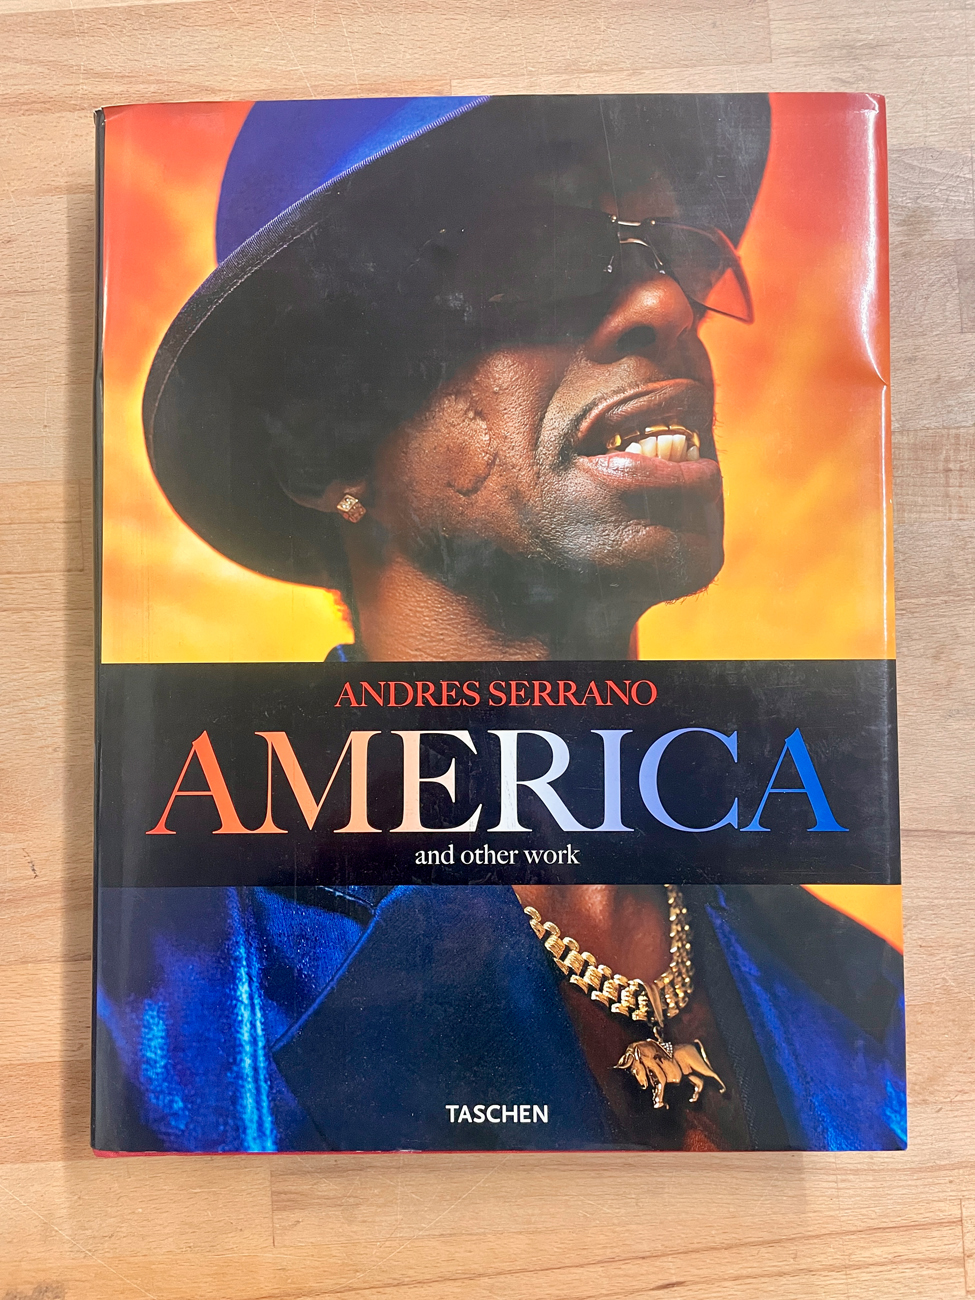 ANDRES SERRANO
AMERICA
and other work
TASCHEN